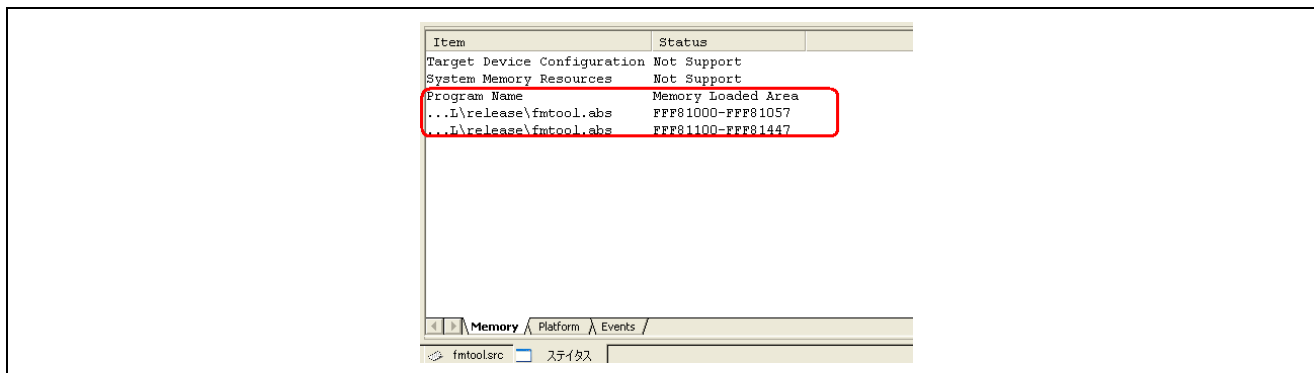 Item Status
Target Device Configuration Not Support
System Memory Resources Not Support
Program Name Memory Loaded Area
...L\release\fmtool.abs FFF81000-FFF81057
...L\release\fmtool.abs FFF81100-FFF81447
Memory Platform Events
fmtool.src ステイタス